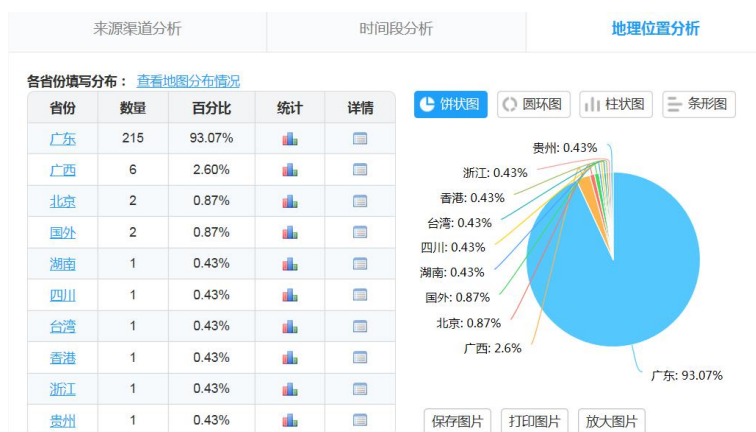 来源渠道分析 时间段分析 地理位置分析
各省份填写分布： 查看地图分布情况
省份 数量 百分比 统计 详情
广东 215 93.07%
广西 6 2.60%
北京 2 0.87%
国外 2 0.87%
湖南 1 0.43%
四川 1 0.43%
台湾 1 0.43%
香港 1 0.43%
浙江 1 0.43%
贵州 1 0.43%
饼状图 圆环图 柱状图 条形图
贵州: 0.43%
浙江: 0.43%
香港: 0.43%
台湾: 0.43%
四川: 0.43%
湖南: 0.43%
国外: 0.87%
北京: 0.87%
广西: 2.6%
广东: 93.07%
保存图片 打印图片 放大图片